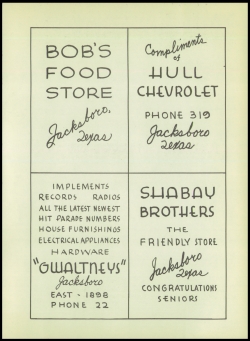 BOB'S
FOOD
STORE
Jacksboro,
Texas
Compliments
of
HULL
CHEVROLET
PHONE 319
Jacksboro
Texas
IMPLEMENTS
RECORDS RADIOS
ALL THE LATEST NEWEST
HIT PARADE NUMBERS
HOUSE FURNISHINGS
ELECTRICAL APPLIANCES
HARDWARE
"GWALTNEYS"
Jacksboro
EAST - 1898
PHONE 22
SHABAY
BROTHERS
THE
FRIENDLY STORE
Jacksboro
Texas
CONGRATULATIONS
SENIORS